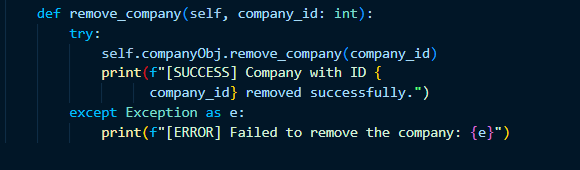 def remove_company(self, company_id: int):
try:
self.companyObj.remove_company(company_id)
print(f"[SUCCESS] Company with ID {
company_id} removed successfully.")
except Exception as e:
print(f"[ERROR] Failed to remove the company: {e}")